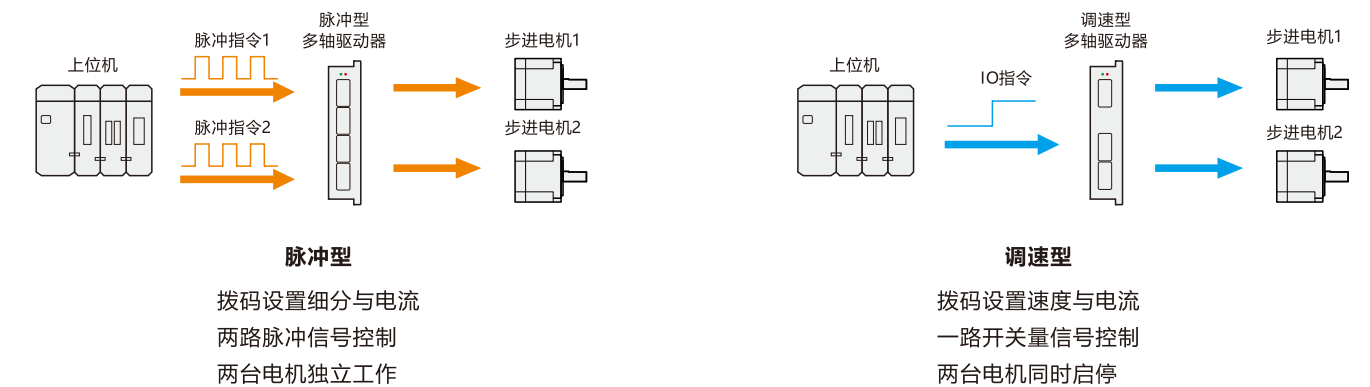 脉冲型
多轴驱动器
脉冲指令1
上位机
步进电机1
脉冲指令2
步进电机2
脉冲型
拨码设置细分与电流
两路脉冲信号控制
两台电机独立工作
调速型
多轴驱动器
步进电机1
上位机
IO指令
步进电机2
调速型
拨码设置速度与电流
一路开关量信号控制
两台电机同时启停